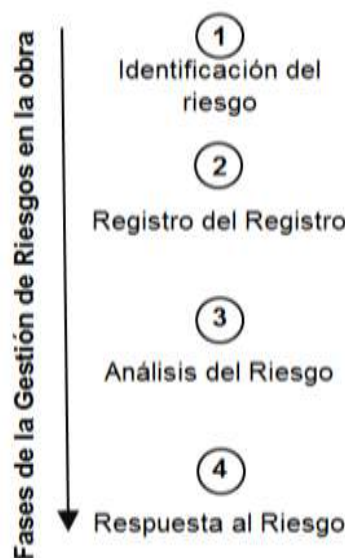 Fases de la Gestión de Riesgos en la obra
1
Identificación del
riesgo
2
Registro del Registro
3
Análisis del Riesgo
4
Respuesta al Riesgo